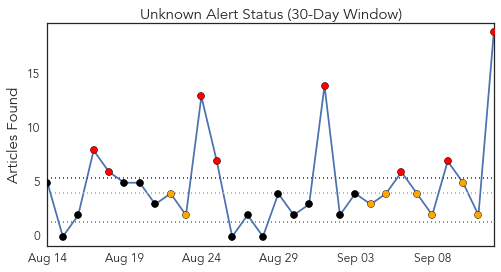 Unknown Alert Status (30-Day Window)
Articles Found
15
10
5
0
Aug 14 Aug 19 Aug 24 Aug 29 Sep 03 Sep 08